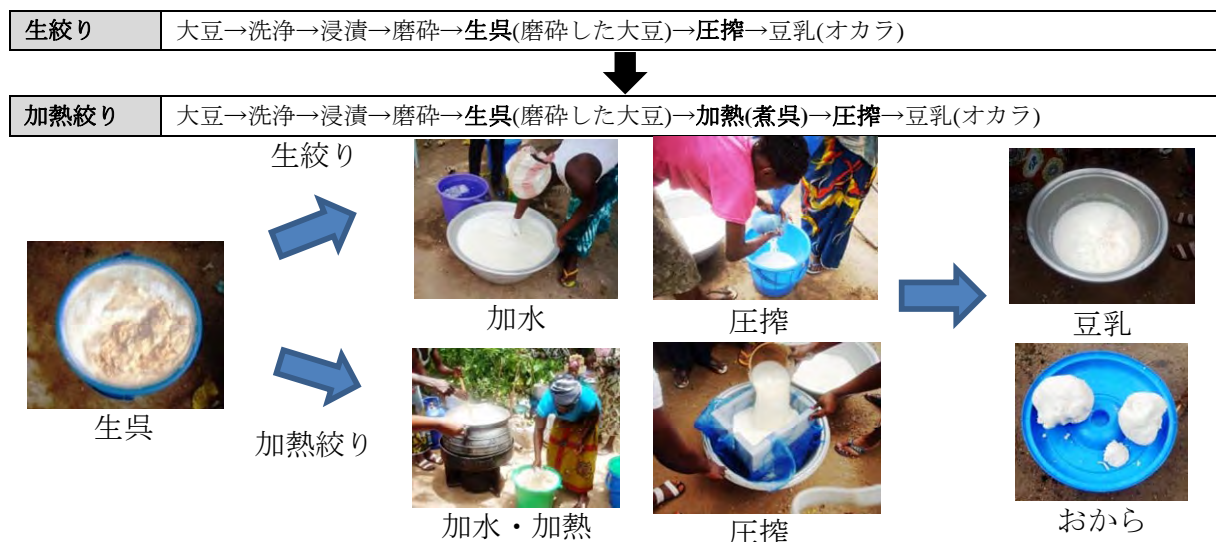 生絞り 大豆→洗浄→浸漬→磨砕→生呉(磨砕した大豆)→圧搾→豆乳(オカラ)
加熱絞り 大豆→洗浄→浸漬→磨砕→生呉(磨砕した大豆)→加熱(煮呉)→圧搾→豆乳(オカラ)
生絞り
加水
圧搾
豆乳
生呉
加熱絞り
加水・加熱
圧搾
おから